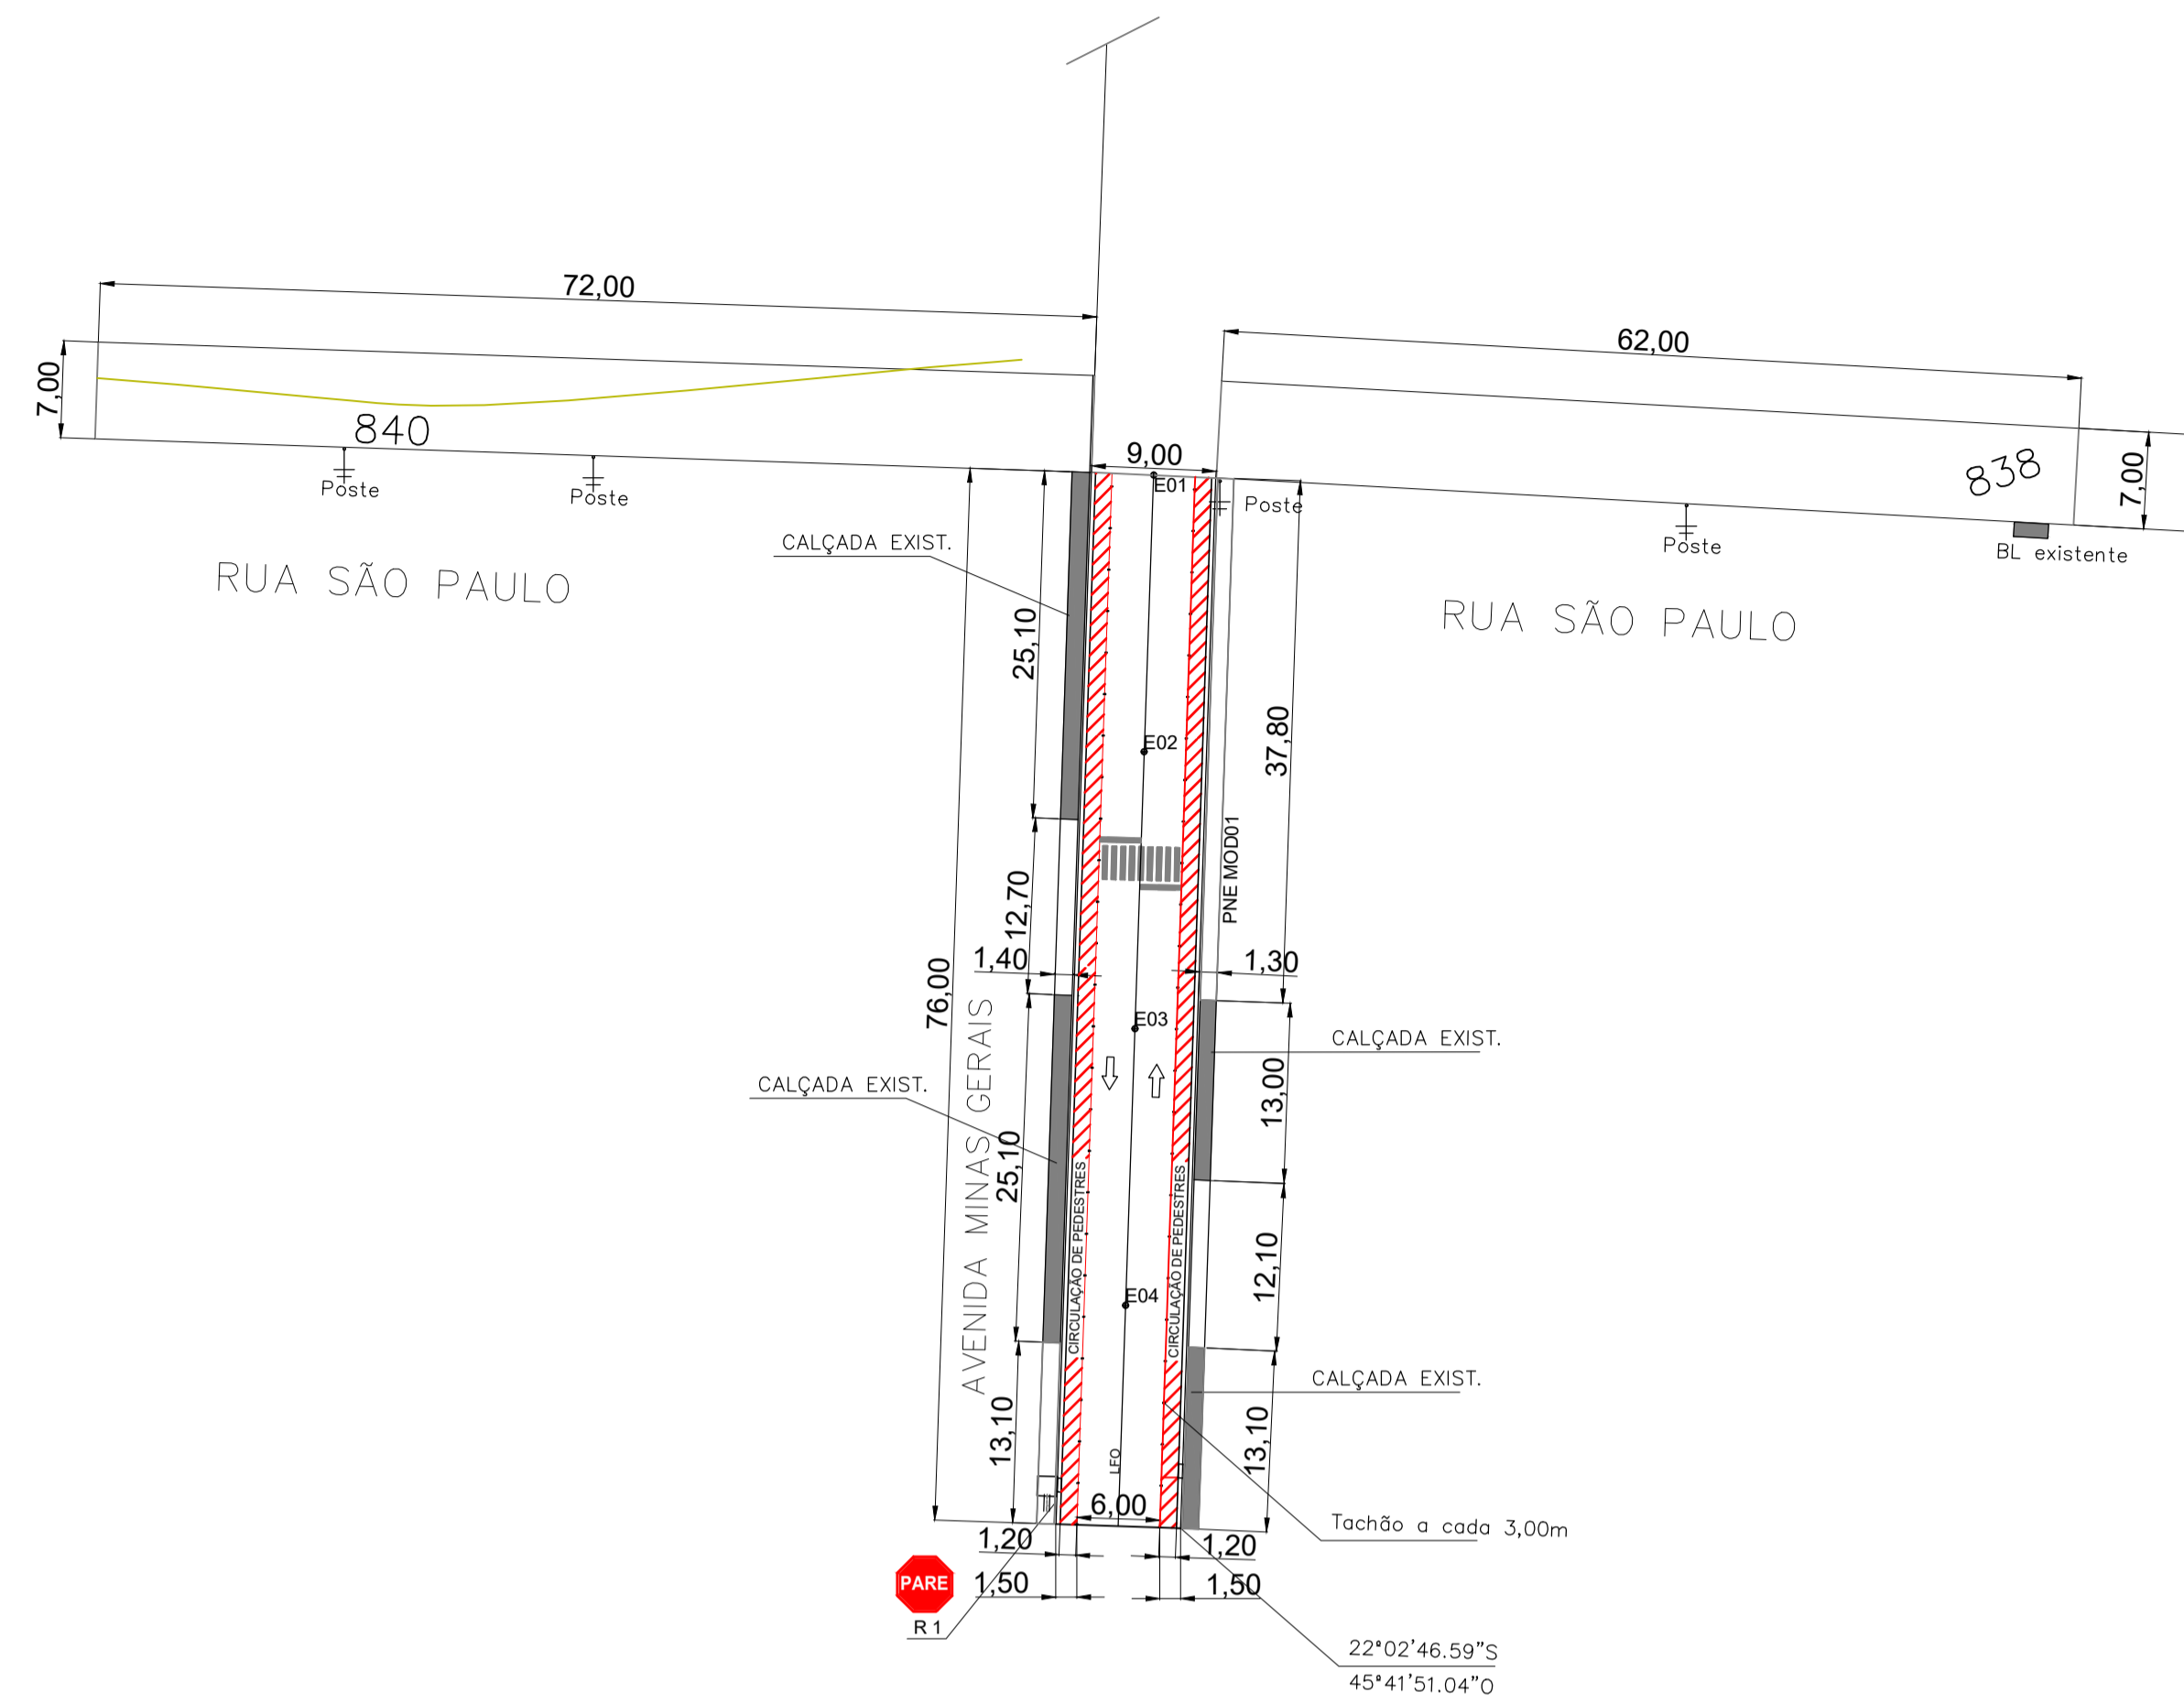 72,00
62,00
7,00
840
9,00
E01
838
7,00
Poste
Poste
Poste
Poste
BL existente
CALÇADA EXIST.
RUA SÃO PAULO
RUA SÃO PAULO
25,10
E02
37,80
PNE MOD01
12,70
1,40
1,30
76,00
E03
CALÇADA EXIST.
AVENIDA MINAS GERAIS
CALÇADA EXIST.
13,00
25,10
CIRCULAÇÃO DE PEDESTRES
CIRCULAÇÃO DE PEDESTRES
12,10
E04
CALÇADA EXIST.
13,10
13,10
LFO
6,00
Tachão a cada 3,00m
1,20
1,20
PARE
1,50
1,50
R1
22°02'46.59"S
45°41'51.04"O